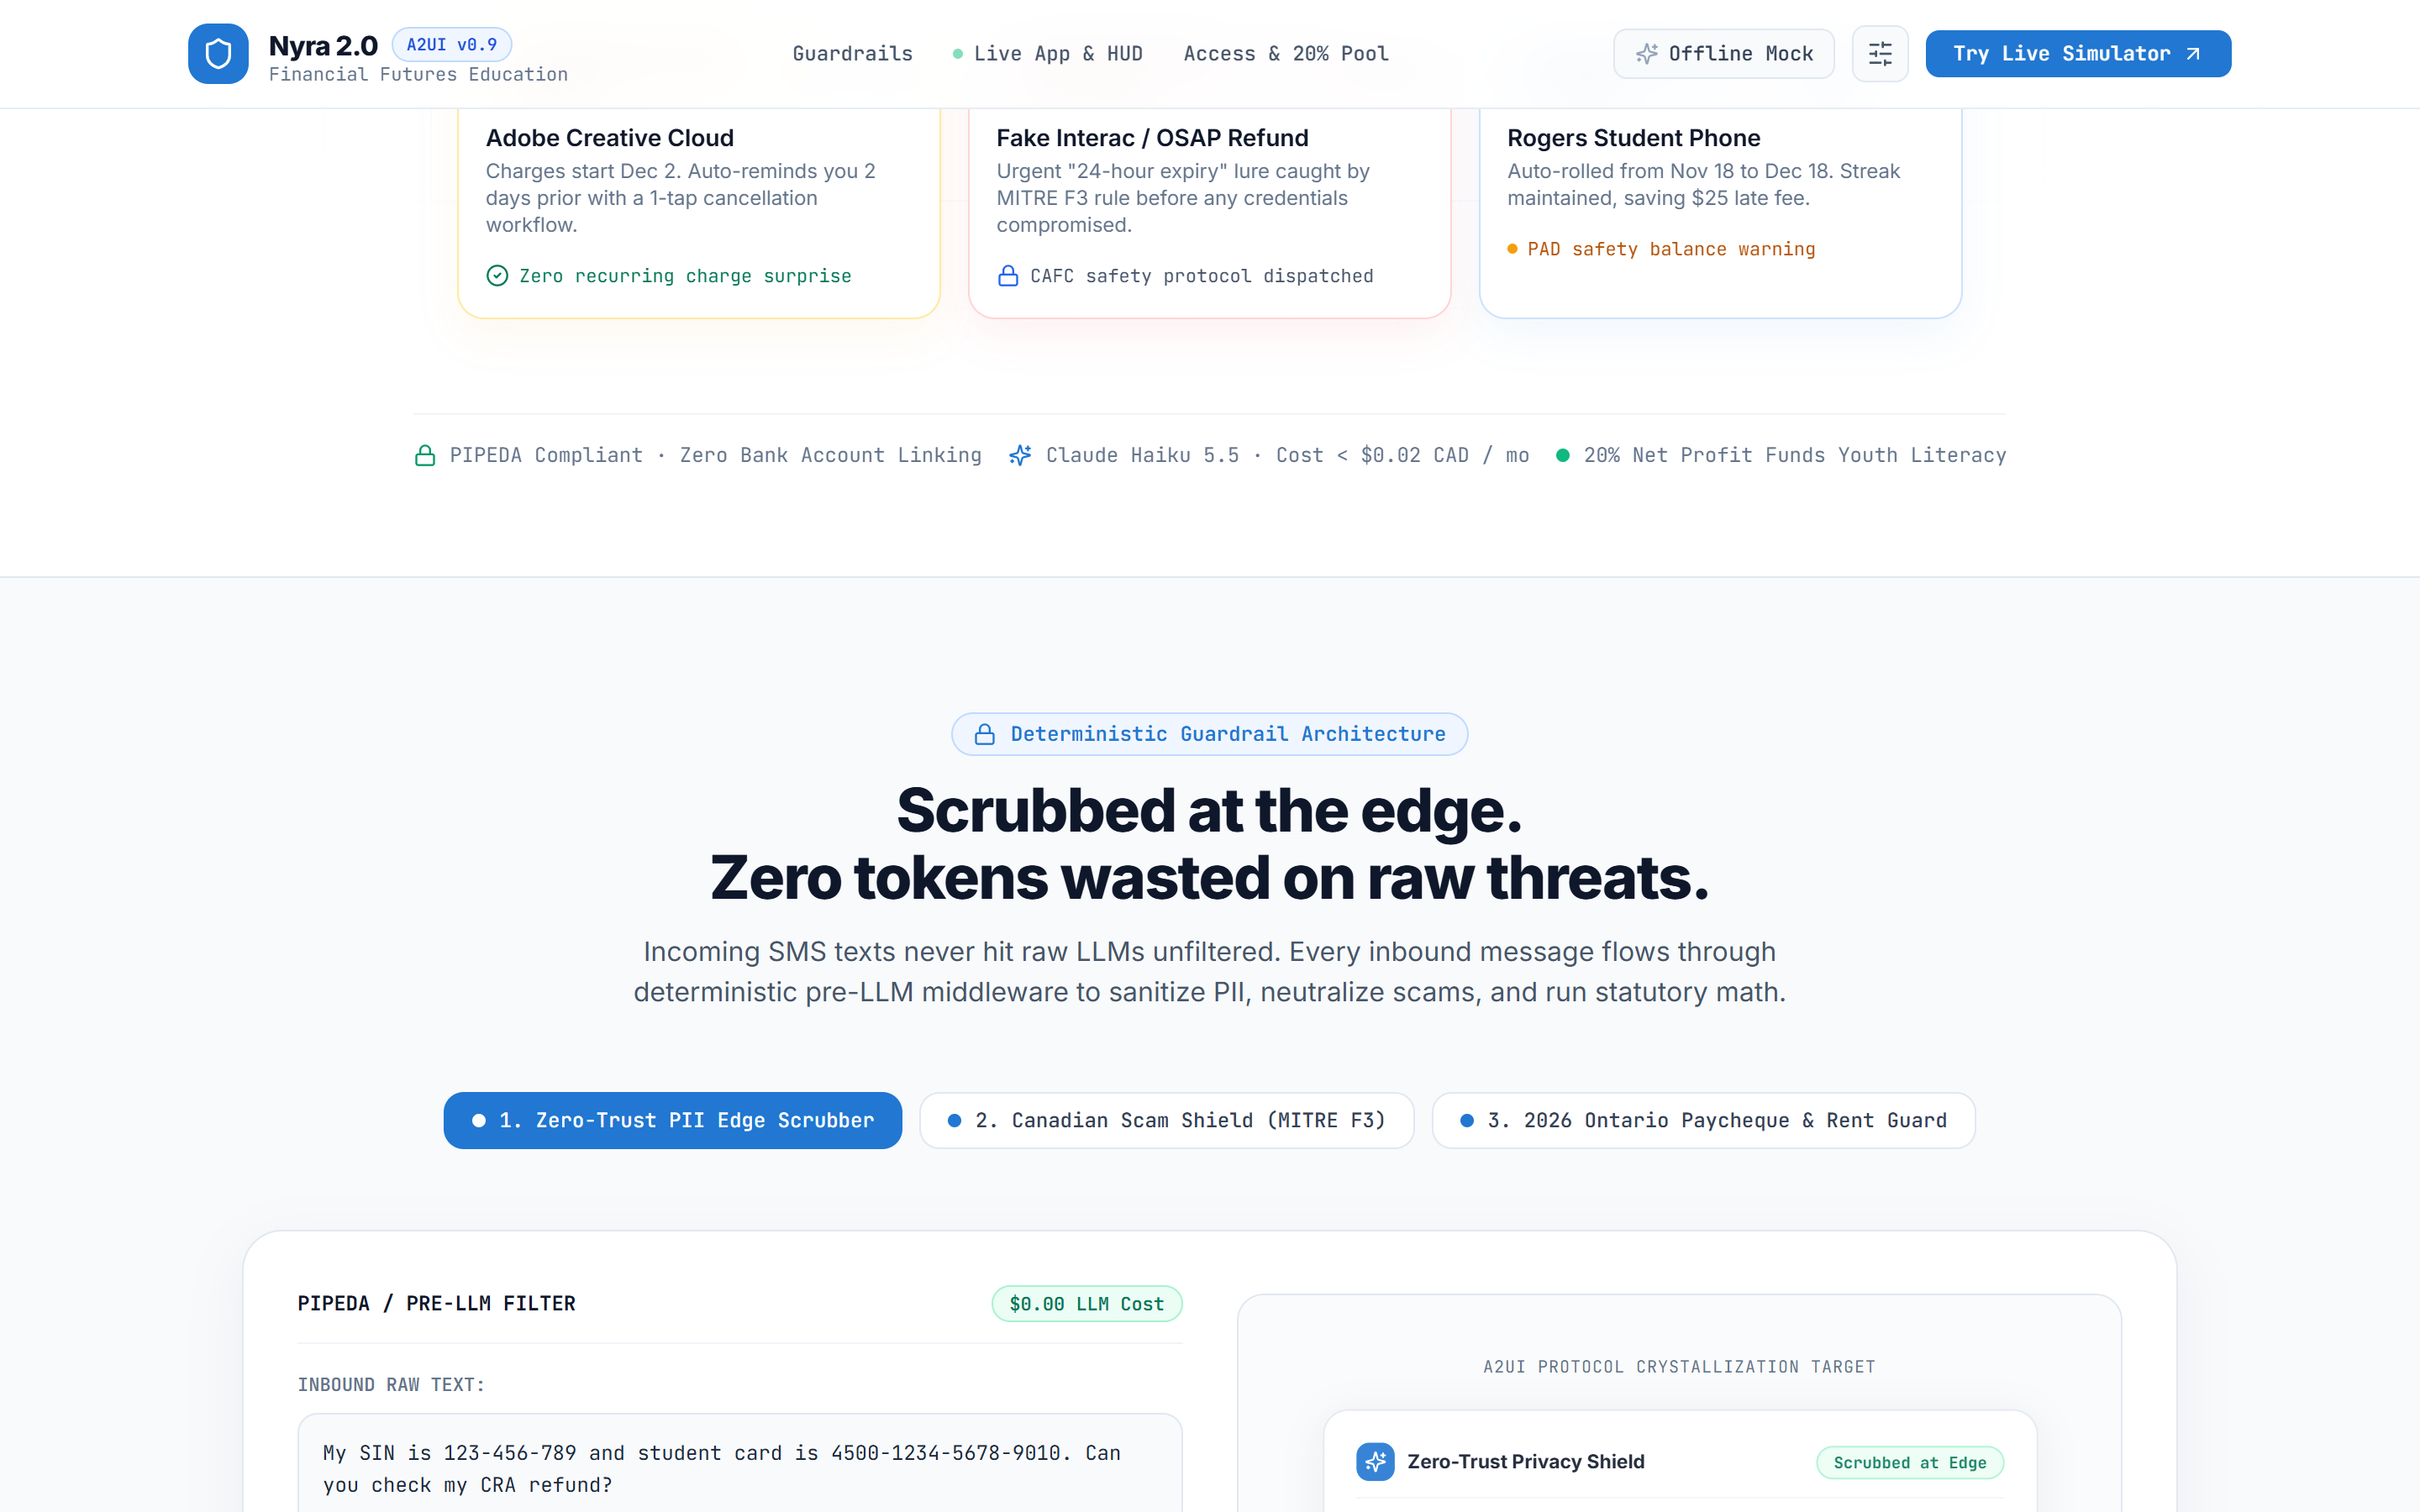 Nyra 2.0
A2UI v0.9
Financial Futures Education
Guardrails
Live App & HUD
Access & 20% Pool
Offline Mock
Try Live Simulator
Adobe Creative Cloud
Charges start Dec 2. Auto-reminds you 2
days prior with a 1-tap cancellation
workflow.
Zero recurring charge surprise
Fake Interac / OSAP Refund
Urgent "24-hour expiry" lure caught by
MITRE F3 rule before any credentials
compromised.
CAFC safety protocol dispatched
Rogers Student Phone
Auto-rolled from Nov 18 to Dec 18. Streak
maintained, saving $25 late fee.
PAD safety balance warning
PIPEDA Compliant · Zero Bank Account Linking
Claude Haiku 5.5 · Cost < $0.02 CAD / mo
20% Net Profit Funds Youth Literacy
Deterministic Guardrail Architecture
Scrubbed at the edge.
Zero tokens wasted on raw threats.
Incoming SMS texts never hit raw LLMs unfiltered. Every inbound message flows through
deterministic pre-LLM middleware to sanitize PII, neutralize scams, and run statutory math.
1. Zero-Trust PII Edge Scrubber
2. Canadian Scam Shield (MITRE F3)
3. 2026 Ontario Paycheque & Rent Guard
PIPEDA / PRE-LLM FILTER
$0.00 LLM Cost
INBOUND RAW TEXT:
My SIN is 123-456-789 and student card is 4500-1234-5678-9010. Can
you check my CRA refund?
A2UI PROTOCOL CRYSTALLIZATION TARGET
Zero-Trust Privacy Shield
Scrubbed at Edge